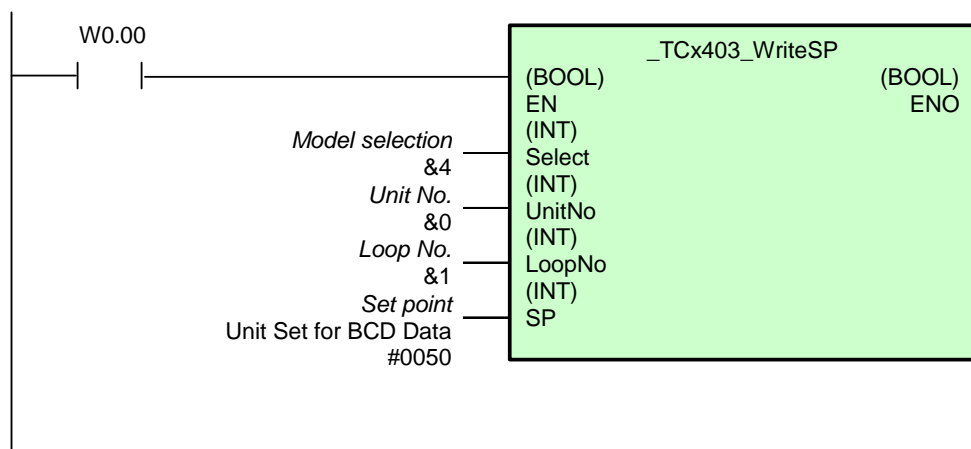 W0.00
_TCx403_WriteSP
(BOOL) (BOOL)
EN ENO
(INT)
Model selection
Select
&4
(INT)
Unit No.
UnitNo
&0
(INT)
Loop No.
LoopNo
&1
(INT)
Set point
SP
Unit Set for BCD Data
#0050